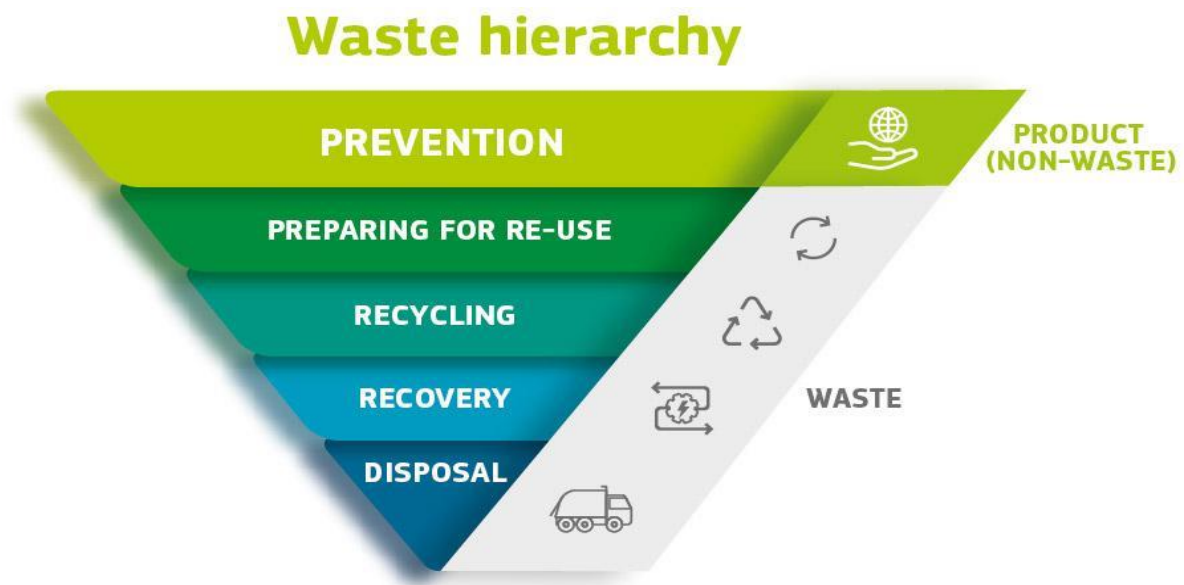 Waste hierarchy
PREVENTION
PRODUCT
(NON-WASTE)
PREPARING FOR RE-USE
RECYCLING
RECOVERY
WASTE
DISPOSAL